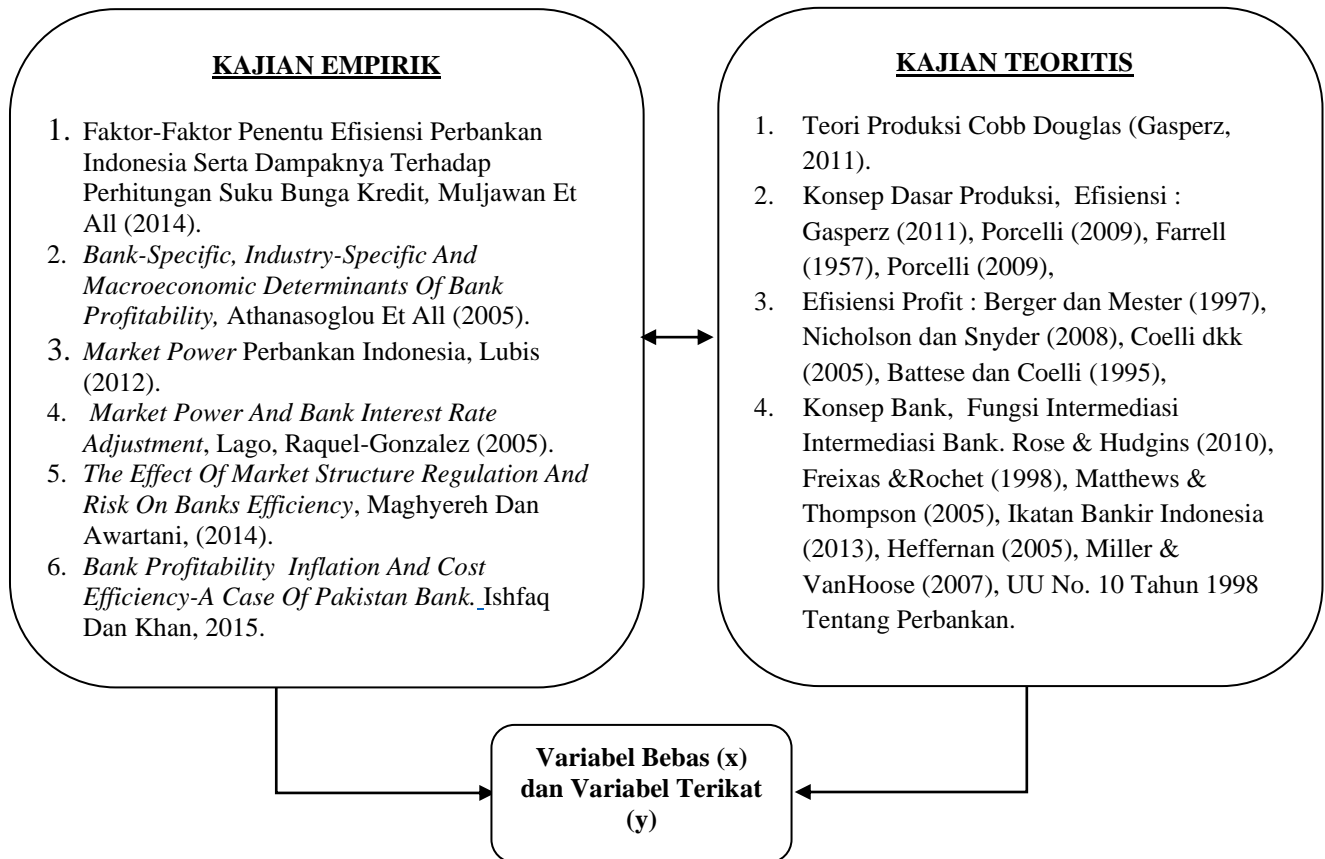 KAJIAN EMPIRIK
1. Faktor-Faktor Penentu Efisiensi Perbankan
Indonesia Serta Dampaknya Terhadap
Perhitungan Suku Bunga Kredit, Muljawan Et
All (2014).
2. Bank-Specific, Industry-Specific And
Macroeconomic Determinants Of Bank
Profitability, Athanasoglou Et All (2005).
3. Market Power Perbankan Indonesia, Lubis
(2012).
4. Market Power And Bank Interest Rate
Adjustment, Lago, Raquel-Gonzalez (2005).
5. The Effect Of Market Structure Regulation And
Risk On Banks Efficiency, Maghyereh Dan
Awartani, (2014).
6. Bank Profitability Inflation And Cost
Efficiency-A Case Of Pakistan Bank. Ishfaq
Dan Khan, 2015.
KAJIAN TEORITIS
1. Teori Produksi Cobb Douglas (Gasperz,
2011).
2. Konsep Dasar Produksi, Efisiensi :
Gasperz (2011), Porcelli (2009), Farrell
(1957), Porcelli (2009),
3. Efisiensi Profit : Berger dan Mester (1997),
Nicholson dan Snyder (2008), Coelli dkk
(2005), Battese dan Coelli (1995),
4. Konsep Bank, Fungsi Intermediasi
Intermediasi Bank. Rose & Hudgins (2010),
Freixas &Rochet (1998), Matthews &
Thompson (2005), Ikatan Bankir Indonesia
(2013), Heffernan (2005), Miller &
VanHoose (2007), UU No. 10 Tahun 1998
Tentang Perbankan.
Variabel Bebas (x)
dan Variabel Terikat
(y)